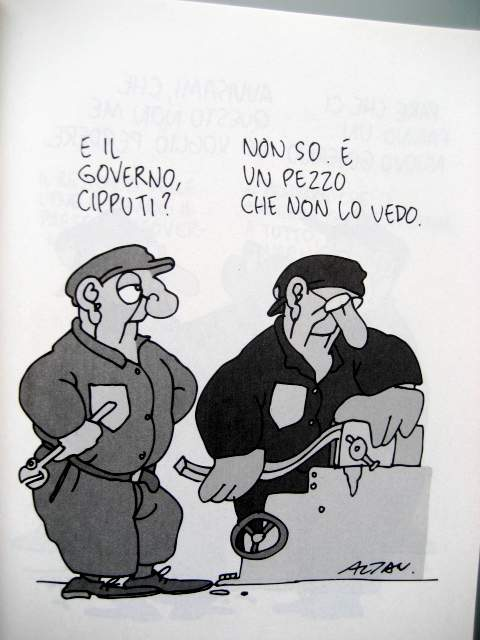 E IL
GOVERNO,
CIPPUTI?
NON SO. È
UN PEZZO
CHE NON LO VEDO.
ALTAN.